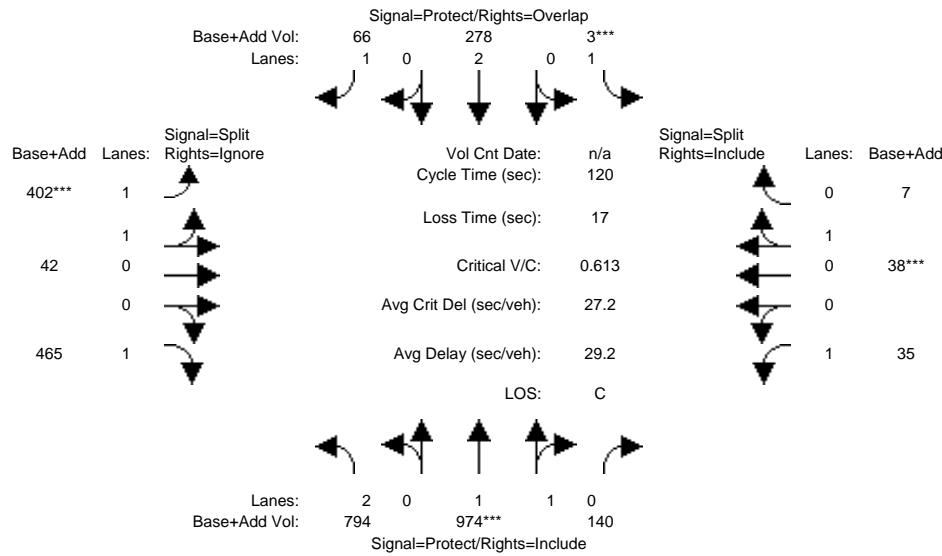 Signal=Protect/Rights=Overlap
Base+Add Vol: 66 278 3***
Lanes: 1 0 2 0 1
Signal=Split
Signal=Split
Base+Add Lanes: Rights=Ignore Vol Cnt Date: n/a Rights=Include Lanes: Base+Add
Cycle Time (sec): 120
402*** 1 0 7
Loss Time (sec): 17
1 1
42 0 Critical V/C: 0.613 0 38***
0 Avg Crit Del (sec/veh): 27.2 0
465 1 Avg Delay (sec/veh): 29.2 1 35
LOS: C
Lanes: 2 0 1 1 0
Base+Add Vol: 794 974*** 140
Signal=Protect/Rights=Include